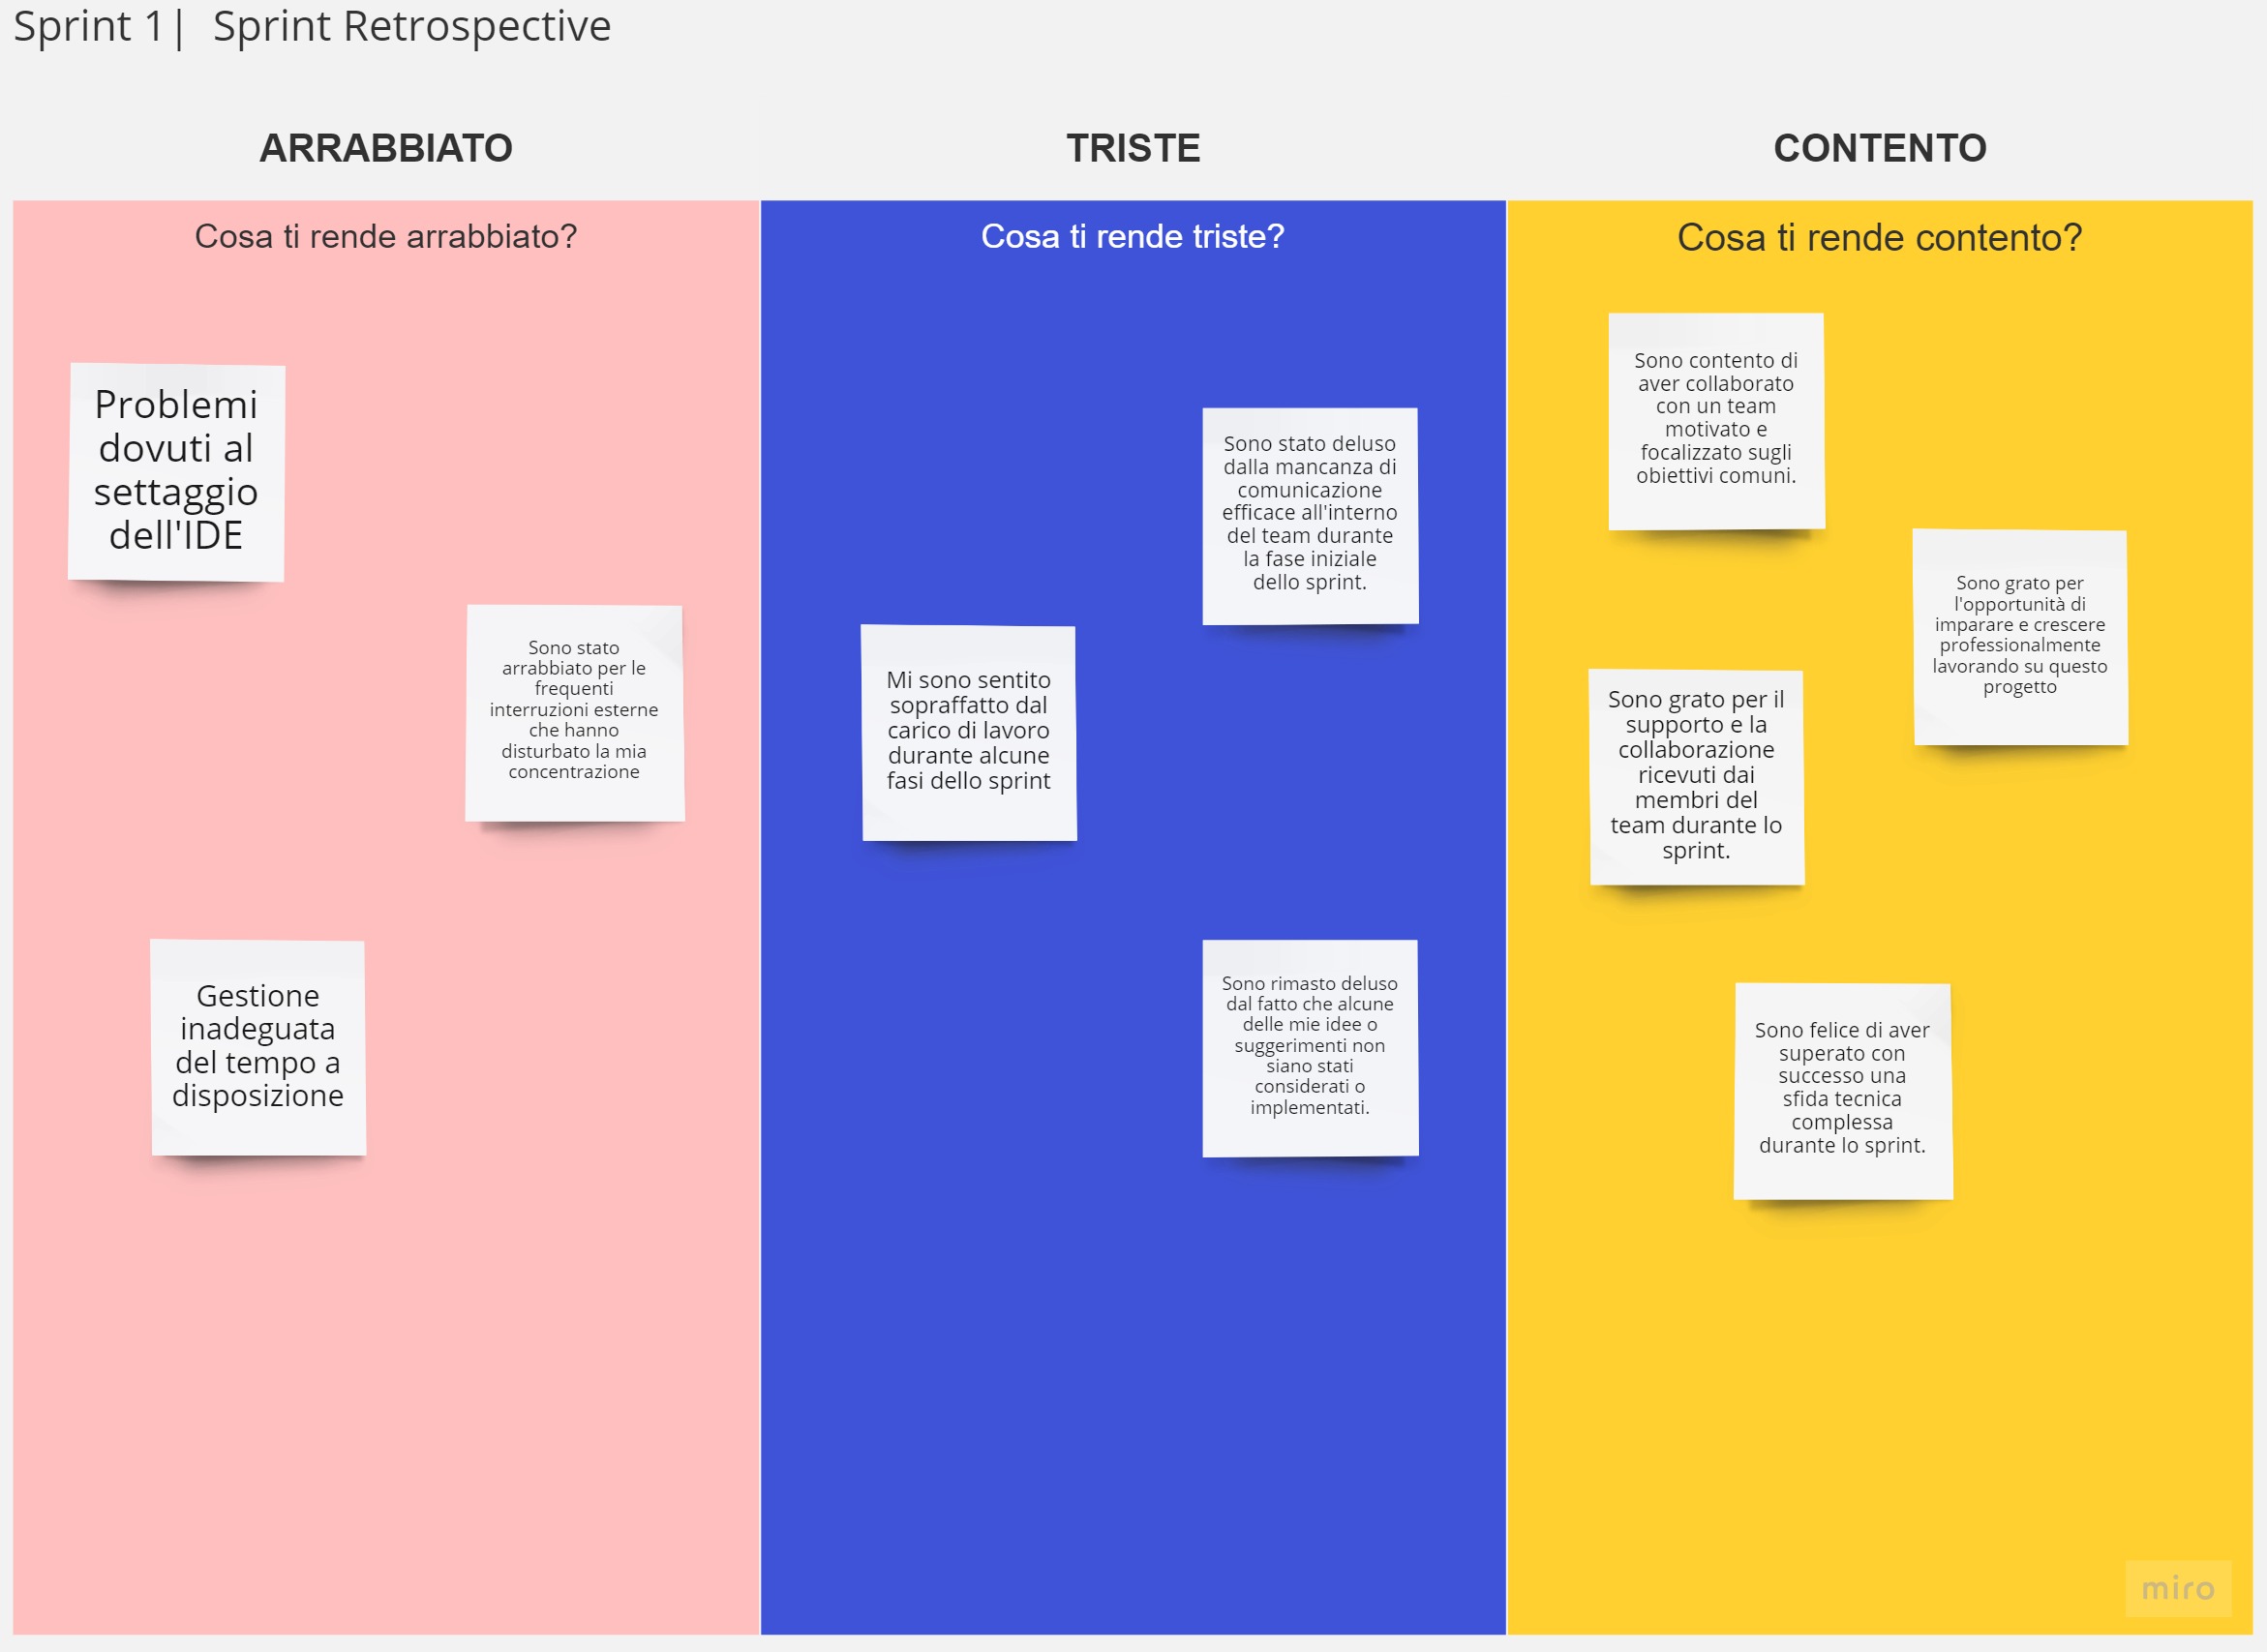 Sprint 1| Sprint Retrospective
ARRABBIATO
Cosa ti rende arrabbiato?
Problemi
dovuti al
settaggio
dell'IDE
Sono stato
arrabbiato per le
frequenti
interruzioni esterne
che hanno
disturbato la mia
concentrazione
Gestione
inadeguata
del tempo a
disposizione
TRISTE
Cosa ti rende triste?
Sono stato deluso
dalla mancanza di
comunicazione
efficace all'interno
del team durante
la fase iniziale
dello sprint.
Mi sono sentito
sopraffatto dal
carico di lavoro
durante alcune
fasi dello sprint
Sono rimasto deluso
dal fatto che alcune
delle mie idee o
suggerimenti non
siano stati
considerati o
implementati.
CONTENTO
Cosa ti rende contento?
Sono contento di
aver collaborato
con un team
motivato e
focalizzato sugli
obiettivi comuni.
Sono grato per
l'opportunità di
imparare e crescere
professionalmente
lavorando su questo
progetto
Sono grato per il
supporto e la
collaborazione
ricevuti dai
membri del
team durante lo
sprint.
Sono felice di aver
superato con
successo una
sfida tecnica
complessa
durante lo sprint.
miro